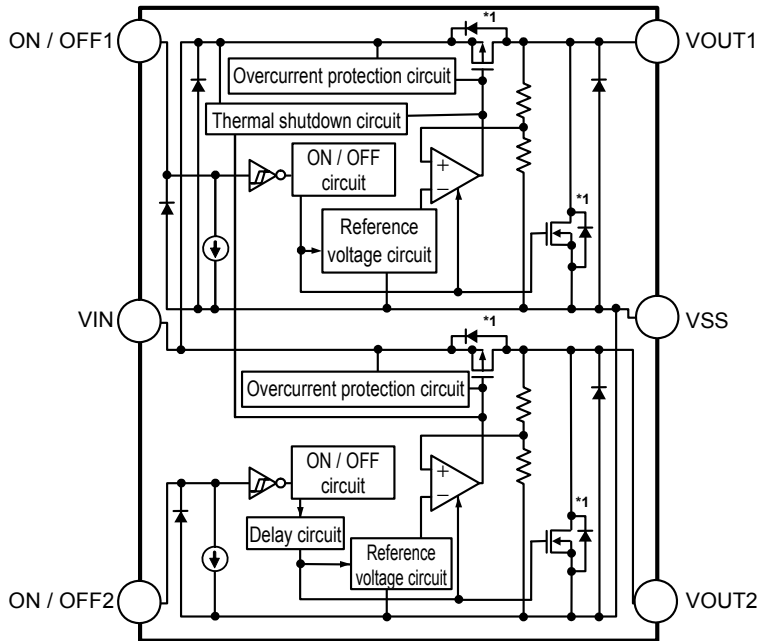 ON / OFF1
*1
VOUT1
Overcurrent protection circuit
Thermal shutdown circuit
ON / OFF
circuit
+
−
Reference
voltage circuit
*1
VIN
VSS
*1
Overcurrent protection circuit
ON / OFF
circuit
+
−
Delay circuit
Reference
voltage circuit
*1
ON / OFF2
VOUT2